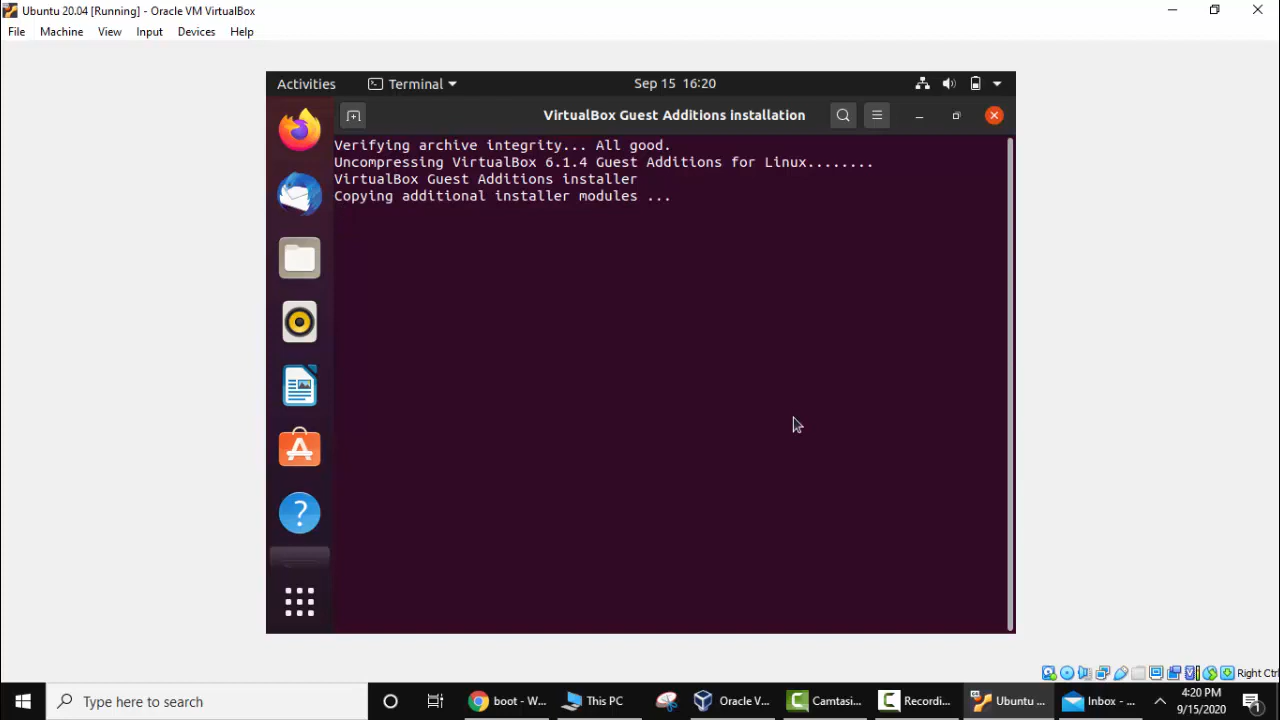 Ubuntu 20.04 [Running] - Oracle VM VirtualBox
File Machine View Input Devices Help
Activities Terminal Sep 15 16:20
VirtualBox Guest Additions installation
Verifying archive integrity... All good.
Uncompressing VirtualBox 6.1.4 Guest Additions for Linux........
VirtualBox Guest Additions installer
Copying additional installer modules ...
Right Ctrl
Type here to search
boot - W...
This PC
Oracle V...
Camtasi...
Recordi...
Ubuntu ...
Inbox - ...
4:20 PM
9/15/2020
1